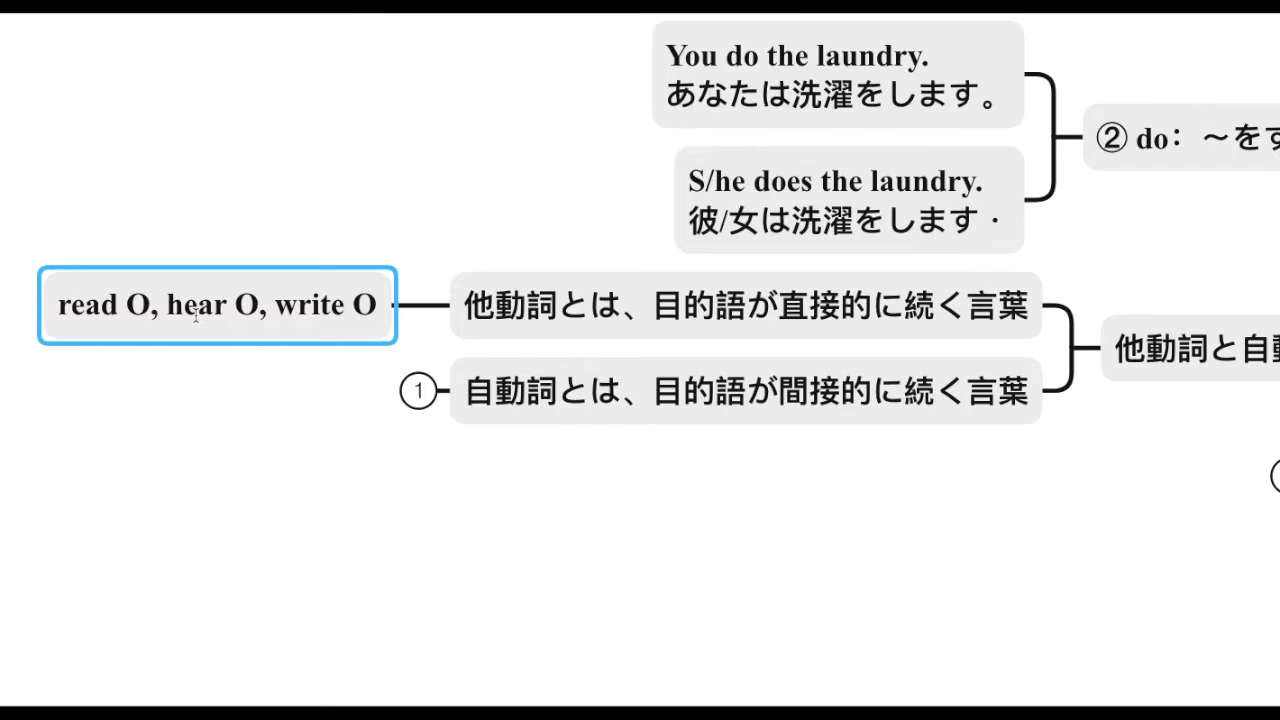 You do the laundry.
あなたは洗濯をします。
② do： ～をす
S/he does the laundry.
彼/女は洗濯をします・
read O, hear O, write O
他動詞とは、目的語が直接的に続く言葉
他動詞と自動
1
自動詞とは、目的語が間接的に続く言葉